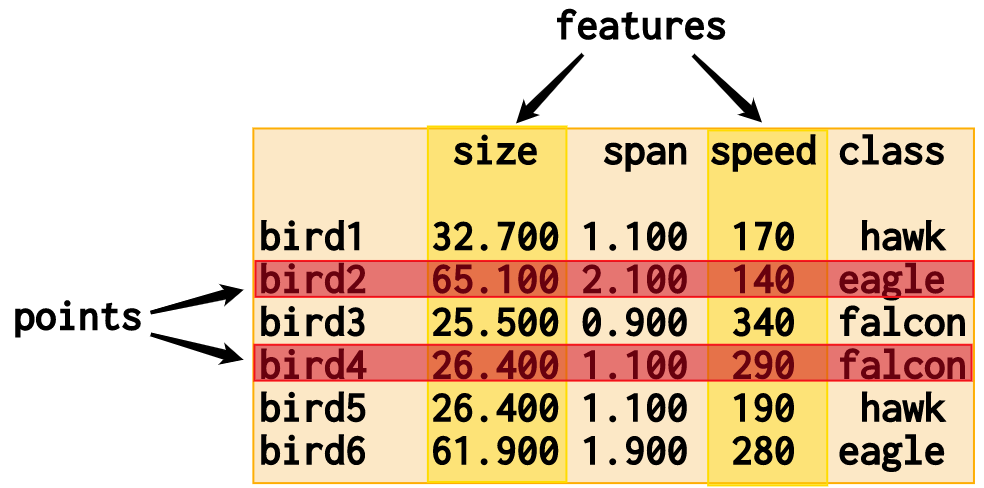 features
size span speed class
bird1 32.700 1.100 170 hawk
bird2 65.100 2.100 140 eagle
points
bird3 25.500 0.900 340 falcon
bird4 26.400 1.100 290 falcon
bird5 26.400 1.100 190 hawk
bird6 61.900 1.900 280 eagle